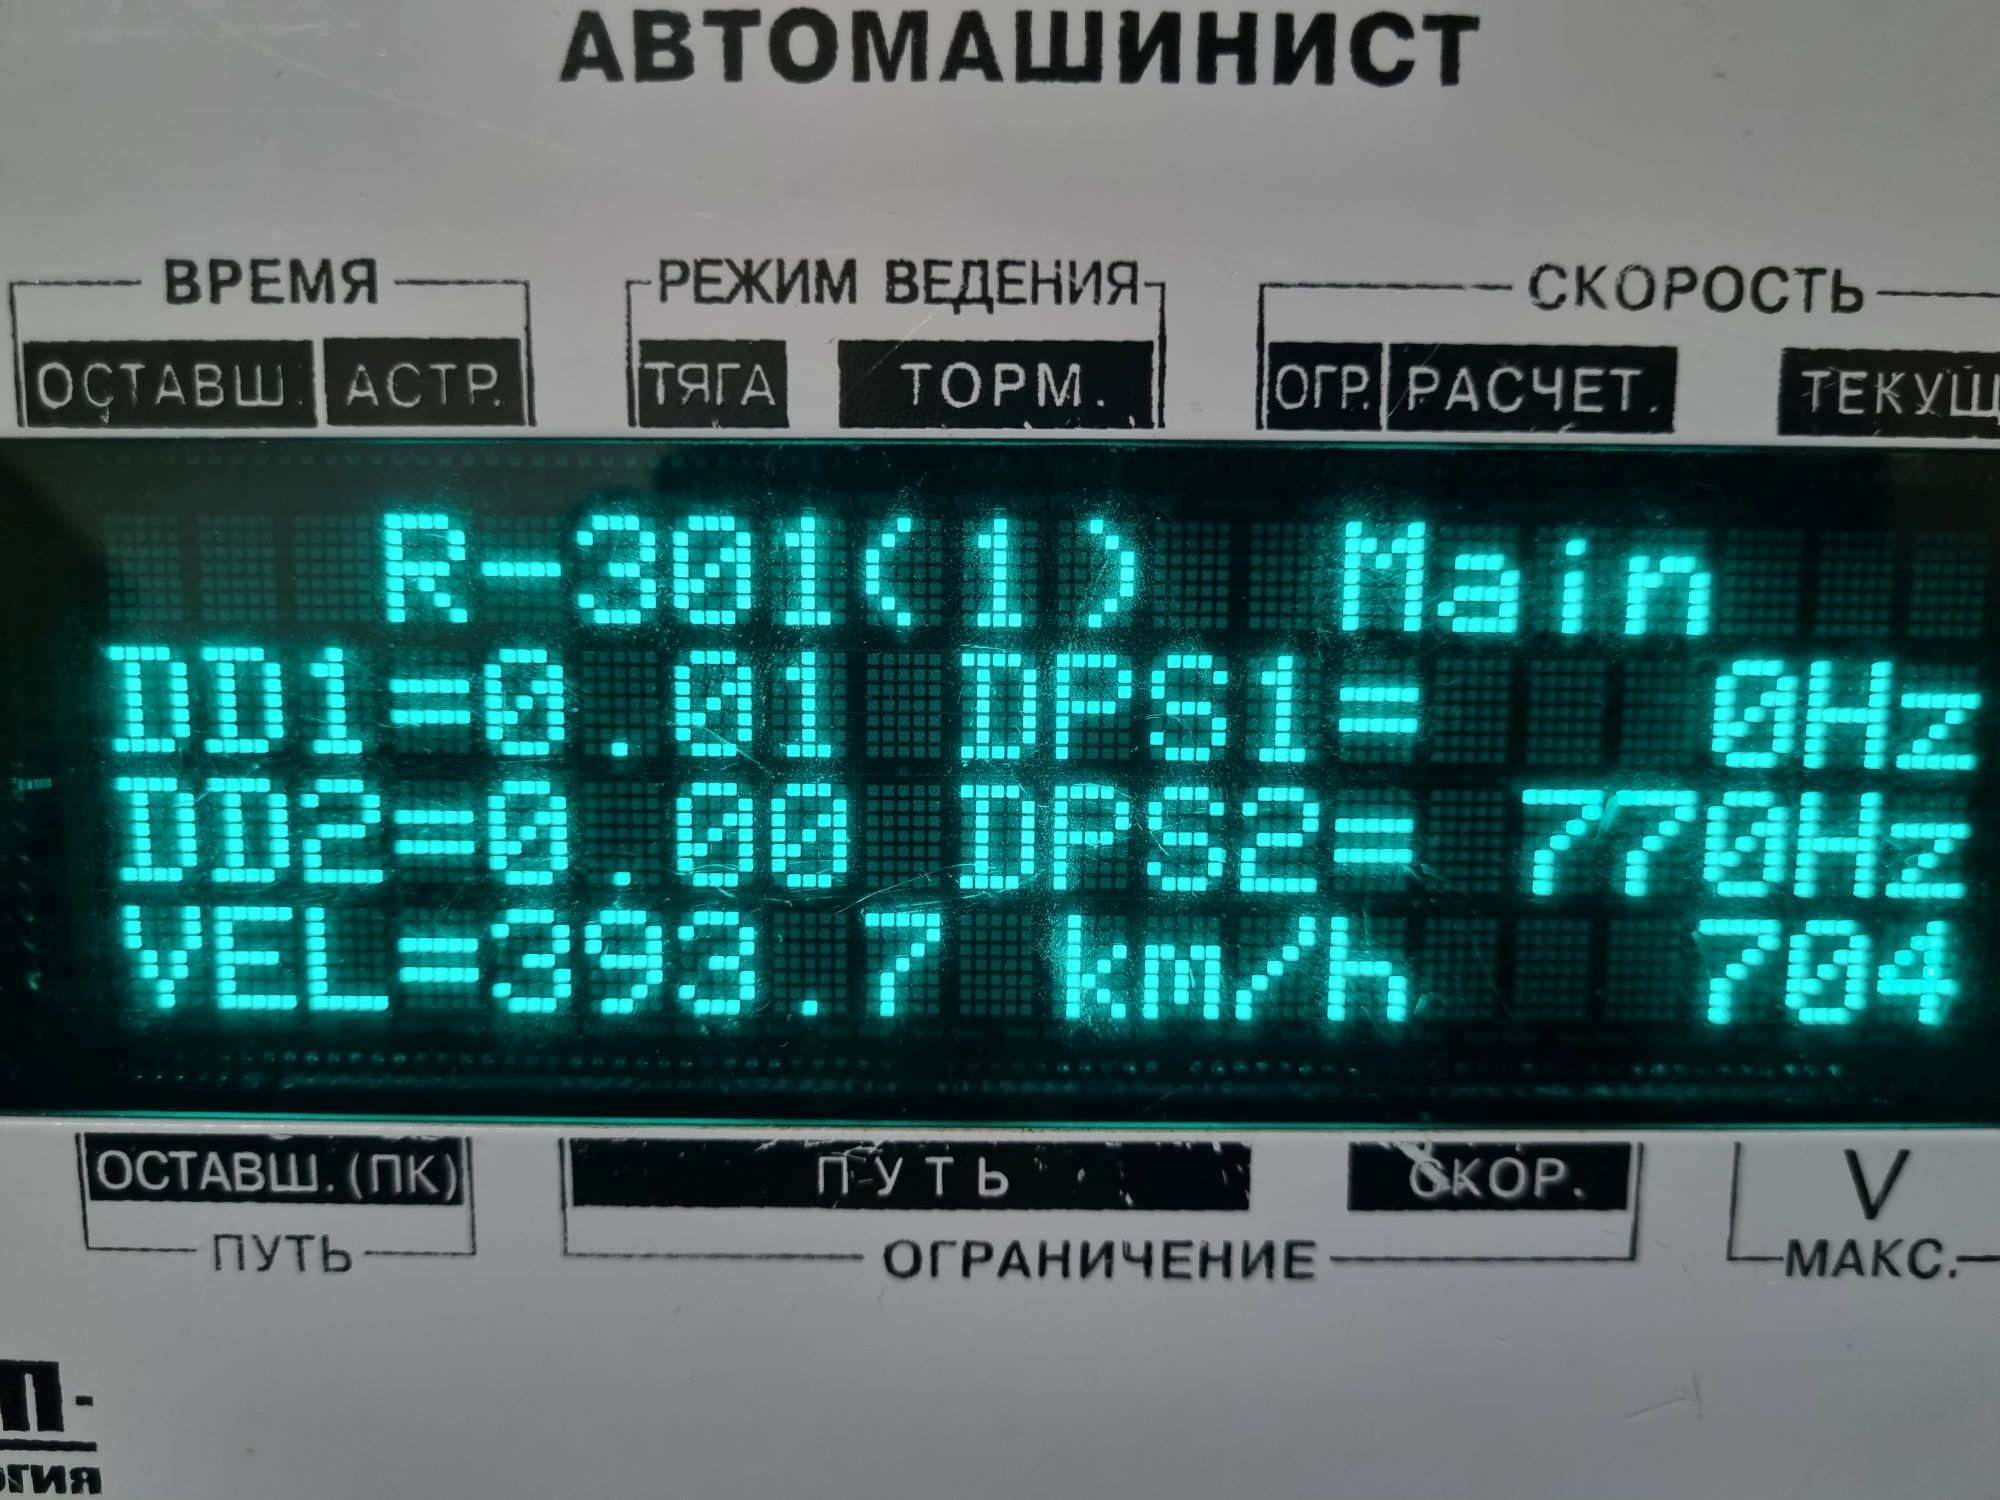 АВТОМАШИНИСТ
ВРЕМЯ РЕЖИМ ВЕДЕНИЯ СКОРОСТЬ
ОСТАВШ. АСТР. ТЯГА ТОРМ. ОГР. РАСЧЕТ. ТЕКУЩ
R-301(1) Main
DD1=0.01 DPS1= 0Hz
DD2=0.00 DPS2= 770Hz
VEL=393.7 km/h 704
ОСТАВШ.(ПК) ПУТЬ СКОР. V
ПУТЬ ОГРАНИЧЕНИЕ МАКС.